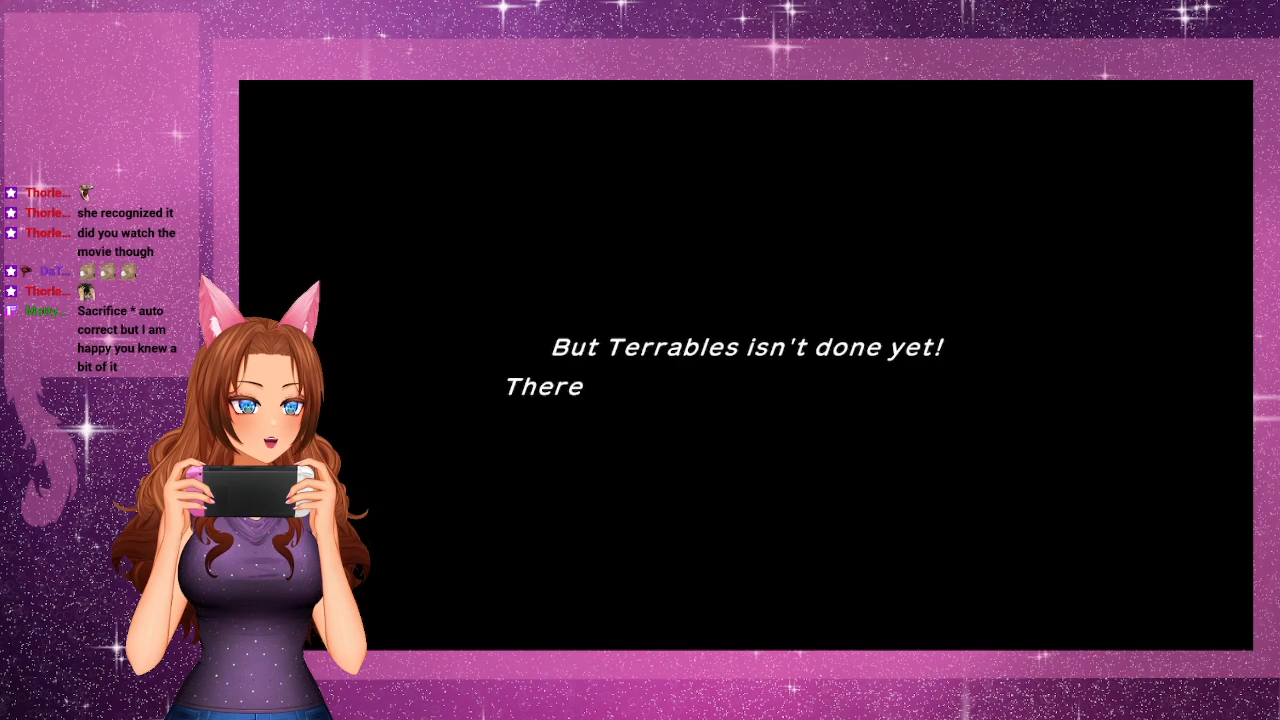 Thorle...
Thorle... she recognized it
Thorle... did you watch the
movie though
DaT...
Thorle...
Sacrifice * auto
correct but I am
happy you knew a
bit of it
But Terrables isn't done yet!
There